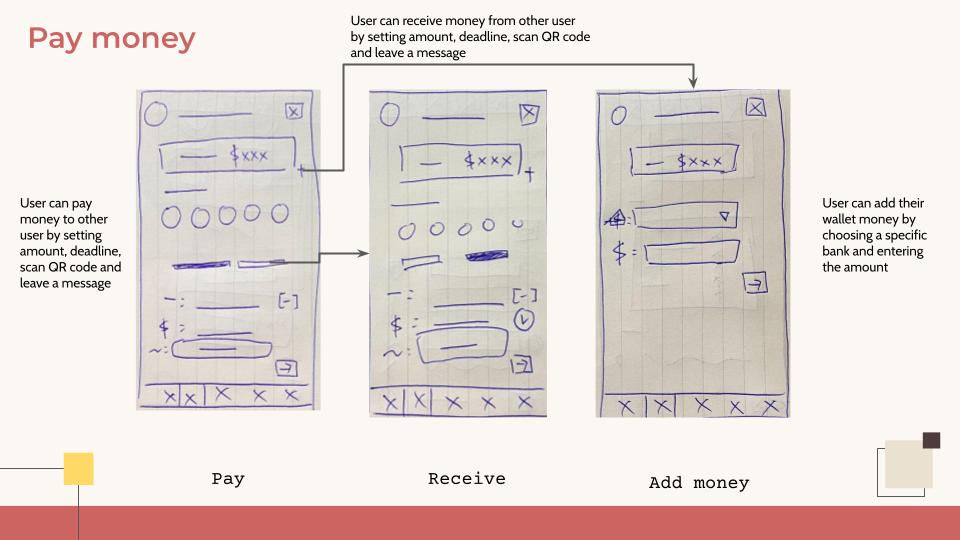 Pay money
User can receive money from other user
by setting amount, deadline, scan QR code
and leave a message
User can pay
money to other
user by setting
amount, deadline,
scan QR code and
leave a message
$xxx
+
$ :
~:
x x x x x
$xxx
+
$ :
~:
x x x x x
$xxx
$ =
x x x x x
User can add their
wallet money by
choosing a specific
bank and entering
the amount
Pay
Receive
Add money